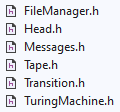 FileManager.h
Head.h
Messages.h
Tape.h
Transition.h
TuringMachine.h